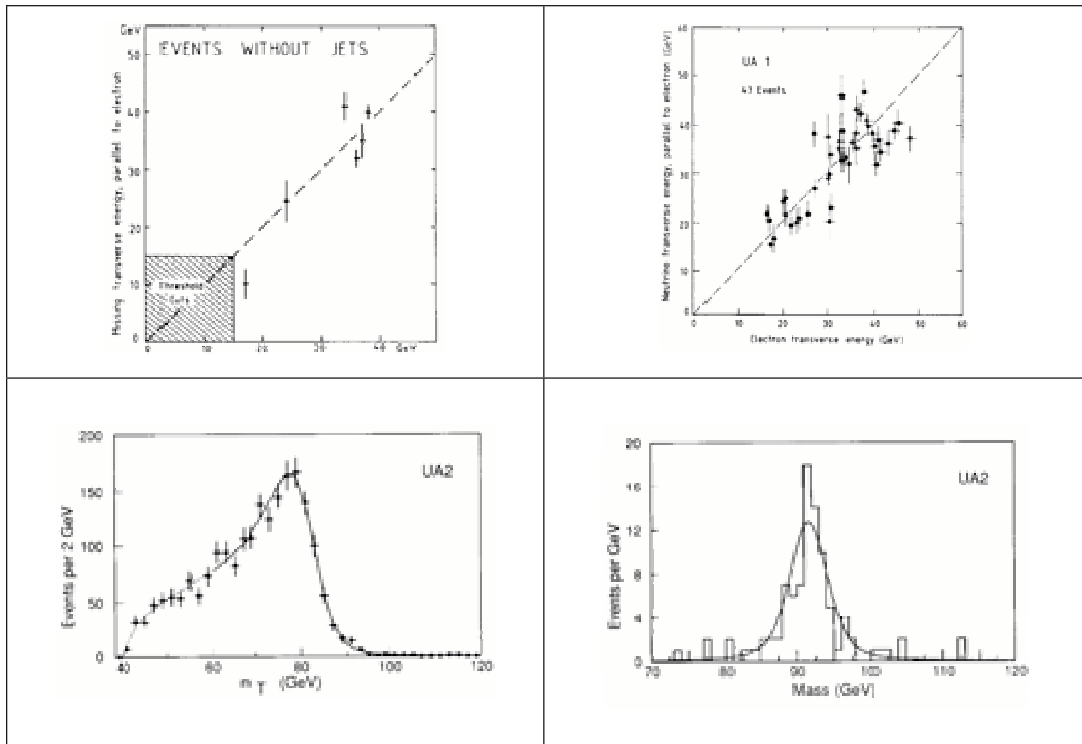 GeV
EVENTS WITHOUT JETS
50
40
30
20
10
0
Missing transverse energy, parallel to electron
Threshold
Cuts
0 10 20 30 40 GeV
UA 1
43 Events
60
50
40
30
20
10
0
Neutrino transverse energy, parallel to electron (GeV)
0 10 20 30 40 50 60
Electron transverse energy (GeV)
UA2
200
150
100
50
0
Events per 2 GeV
40 60 80 100 120
m T (GeV)
UA2
20
16
12
8
4
0
Events per GeV
70 80 90 100 110 120
Mass (GeV)